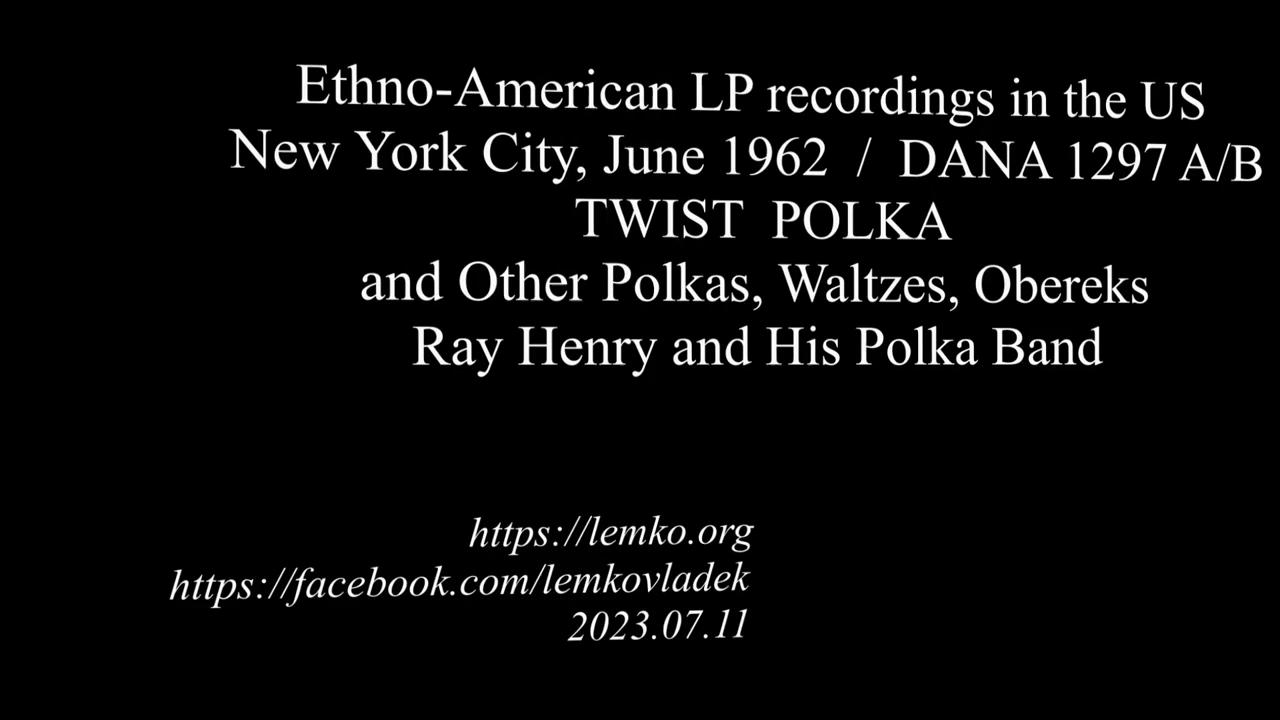 Ethno-American LP recordings in the US
New York City, June 1962 / DANA 1297 A/B
TWIST POLKA
and Other Polkas, Waltzes, Obereks
Ray Henry and His Polka Band
https://lemko.org
https://facebook.com/lemkovladek
2023.07.11